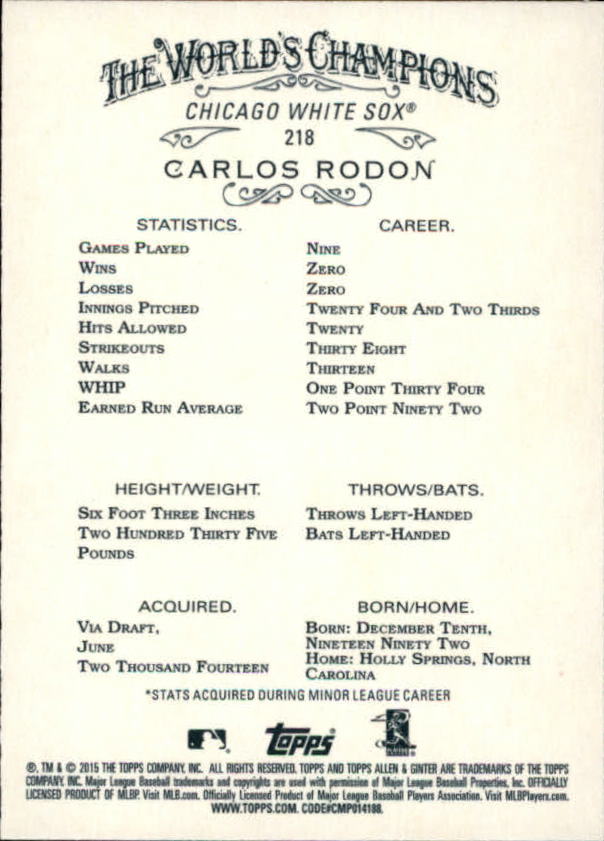 THE WORLD'S CHAMPIONS
CHICAGO WHITE SOX®
218
CARLOS RODON
STATISTICS. CAREER.
GAMES PLAYED NINE
WINS ZERO
LOSSES ZERO
INNINGS PITCHED TWENTY FOUR AND TWO THIRDS
HITS ALLOWED TWENTY
STRIKEOUTS THIRTY EIGHT
WALKS THIRTEEN
WHIP ONE POINT THIRTY FOUR
EARNED RUN AVERAGE TWO POINT NINETY TWO
HEIGHT/WEIGHT. THROWS/BATS.
SIX FOOT THREE INCHES THROWS LEFT-HANDED
TWO HUNDRED THIRTY FIVE BATS LEFT-HANDED
POUNDS
ACQUIRED. BORN/HOME.
VIA DRAFT, BORN: DECEMBER TENTH,
JUNE NINETEEN NINETY TWO
TWO THOUSAND FOURTEEN HOME: HOLLY SPRINGS, NORTH
CAROLINA
*STATS ACQUIRED DURING MINOR LEAGUE CAREER
Topps®
®, TM & © 2015 THE TOPPS COMPANY, INC. ALL RIGHTS RESERVED. TOPPS AND TOPPS ALLEN & GINTER ARE TRADEMARKS OF THE TOPPS
COMPANY, INC. Major League Baseball trademarks and copyrights are used with permission of Major League Baseball Properties, Inc. OFFICIALLY
LICENSED PRODUCT OF MLBP. Visit MLB.com. Officially Licensed Product of Major League Baseball Players Association. Visit MLBPlayers.com.
WWW.TOPPS.COM. CODE#CMP014188.